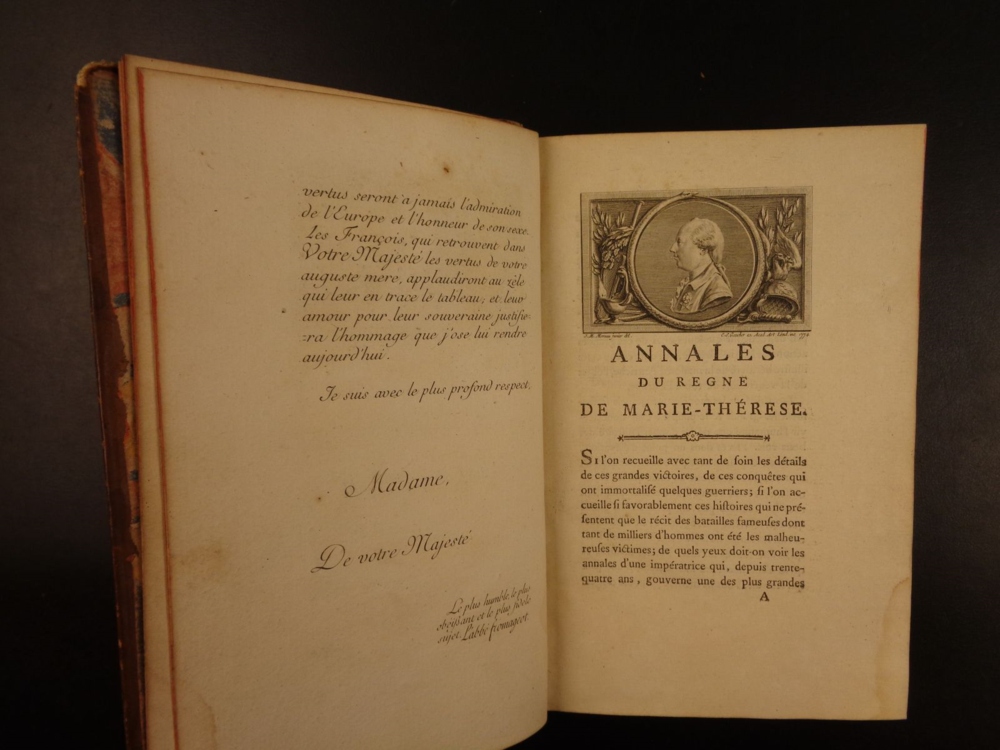 vertus seront a jamais l'admiration
de l'Europe et l'honneur de son sexe.
Les François, qui retrouvent dans
Votre Majesté les vertus de votre
auguste mere, applaudiront au zèle
qui leur en trace le tableau; et leur
amour pour leur souveraine justifie-
-ra l'hommage que j'ose lui rendre
aujourd'hui.
Je suis avec le plus profond respect,
Madame,
De votre Majesté
Le plus humble, le plus
obéissant et le plus fidele
sujet. L'abbé fromageot.
ANNALES
DU REGNE
DE MARIE-THÉRESE.
SI l'on recueille avec tant de ſoin les détails
de ces grandes victoires, de ces conquêtes qui
ont immortaliſé quelques guerriers; ſi l'on ac-
cueille ſi favorablement ces hiſtoires qui ne pré-
ſentent que le récit des batailles fameuſes dont
tant de milliers d'hommes ont été les malheu-
reuſes victimes; de quels yeux doit-on voir les
annales d'une impératrice qui, depuis trente-
quatre ans, gouverne une des plus grandes
A